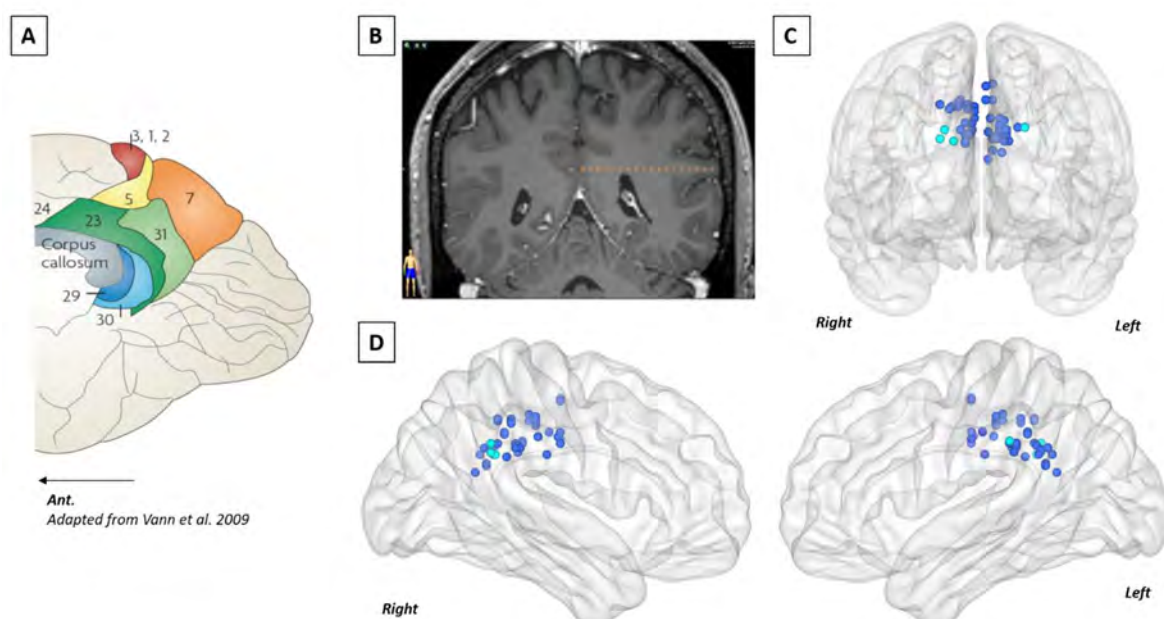 A
3, 1, 2
5
7
24
23
31
Corpus
callosum
29
30
Ant.
Adapted from Vann et al. 2009
B
C
Right
Left
D
Right
Left